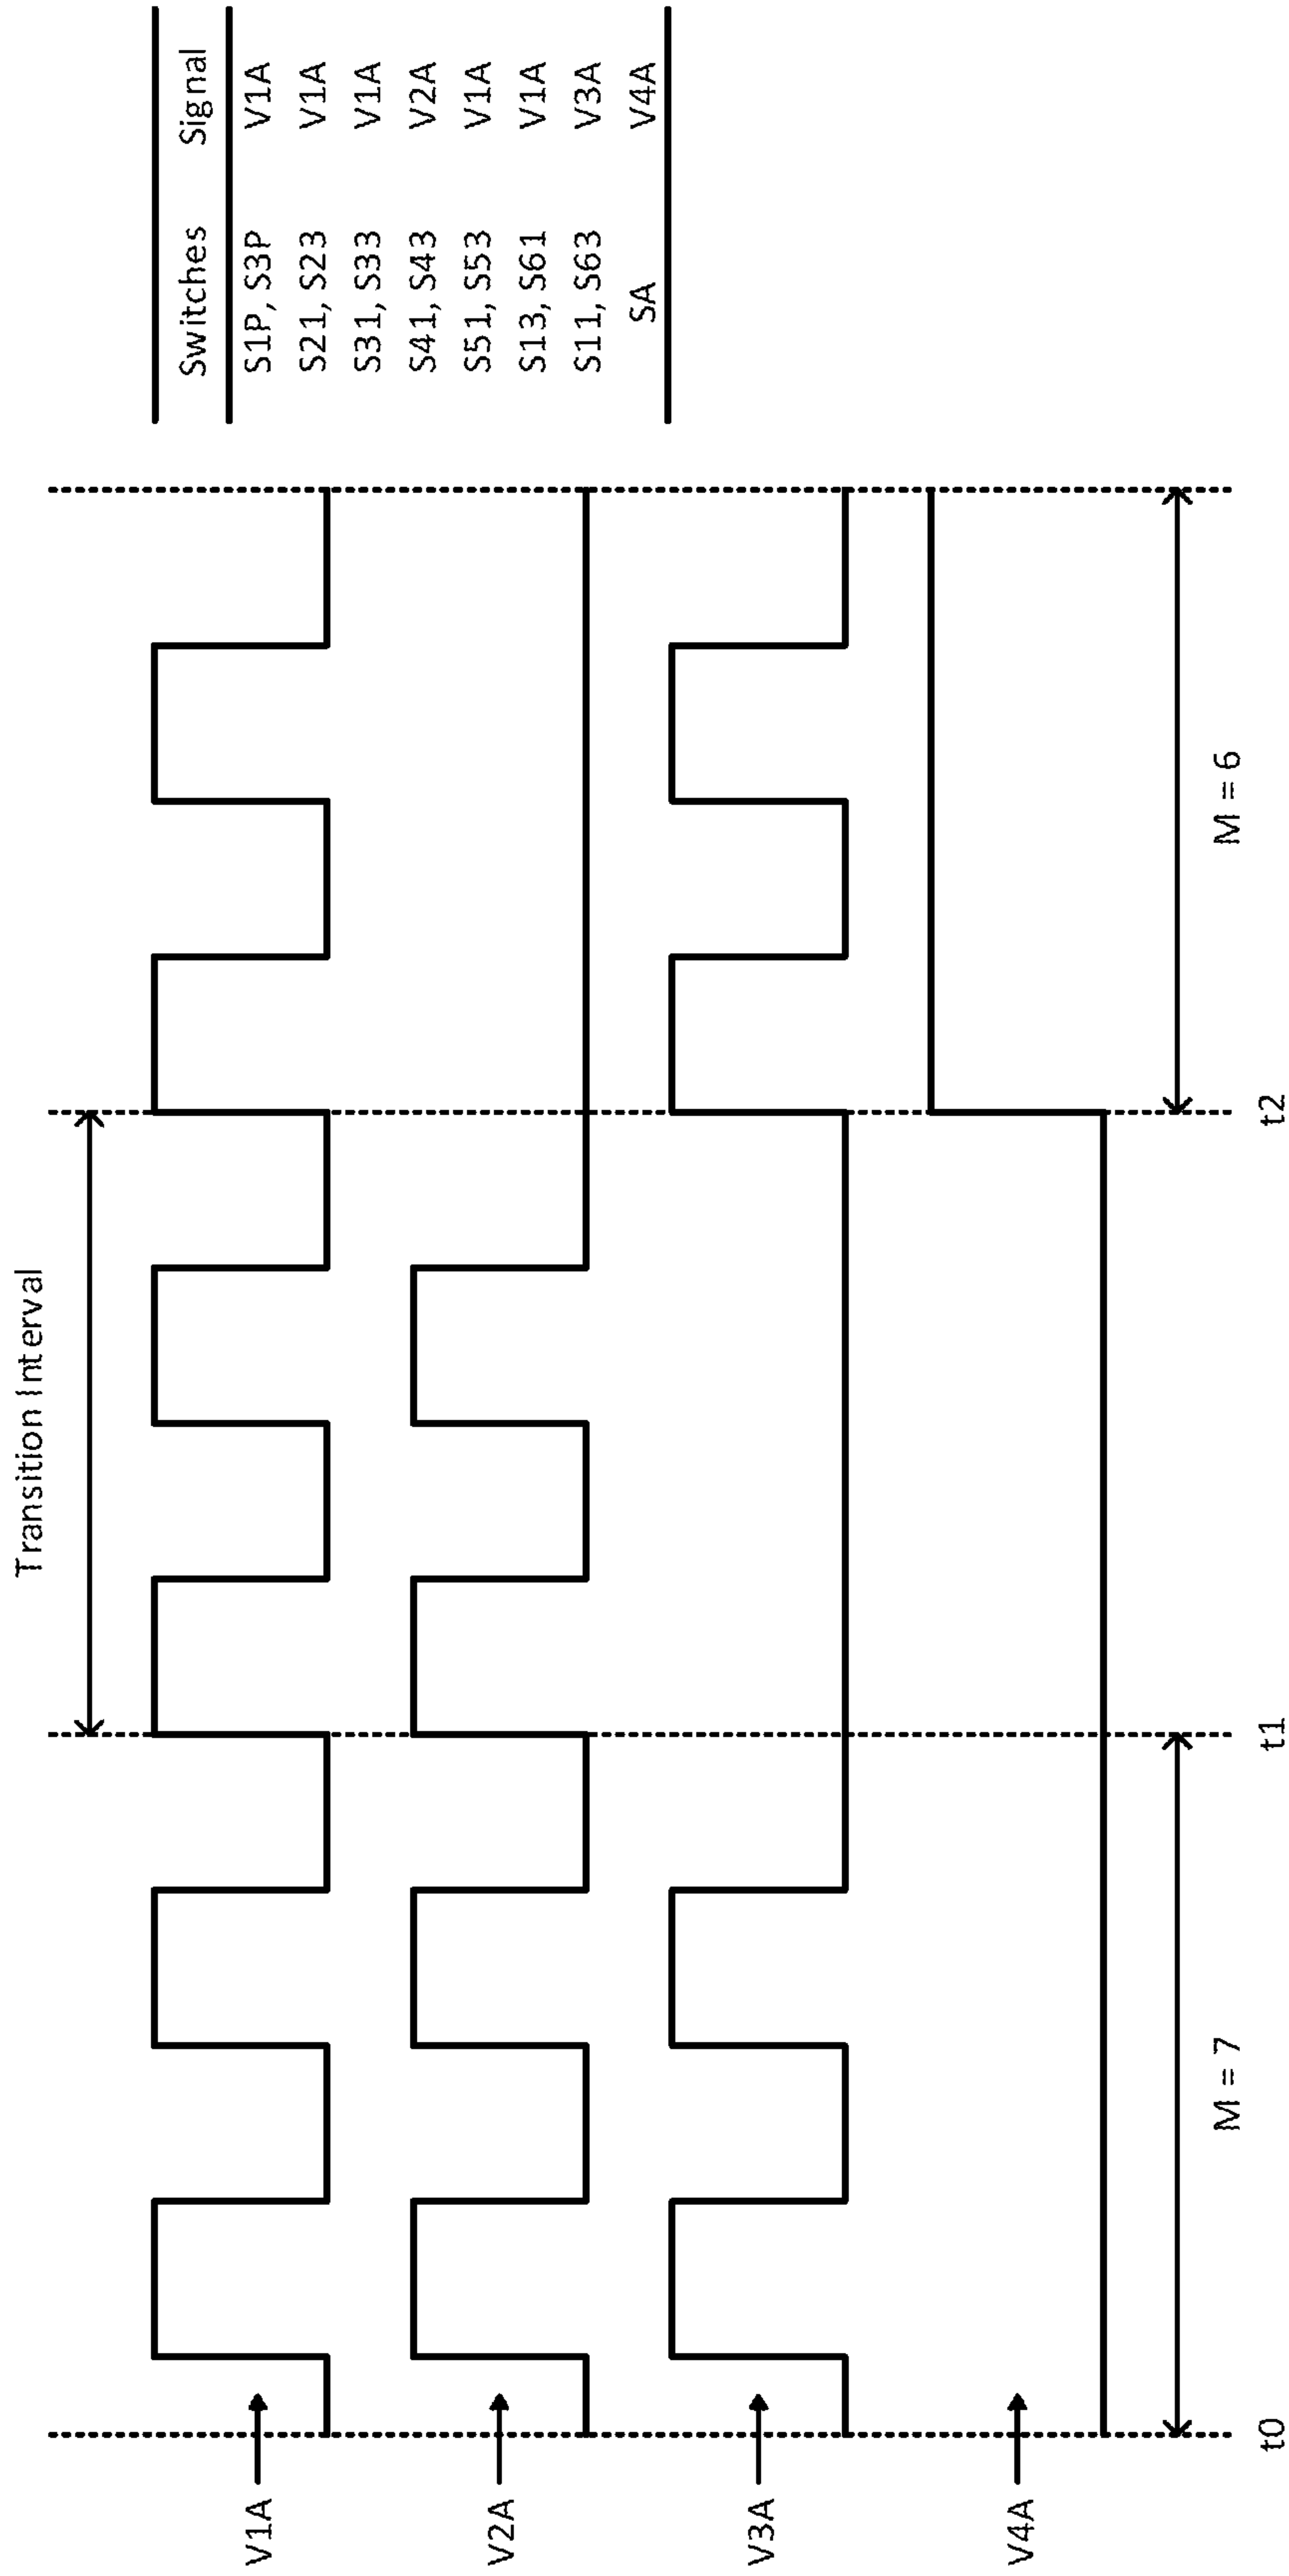 Transition Interval
V1A
V2A
V3A
V4A
M = 7
M = 6
t0
t1
t2
Switches Signal
S1P, S3P V1A
S21, S23 V1A
S31, S33 V1A
S41, S43 V2A
S51, S53 V1A
S13, S61 V1A
S11, S63 V3A
SA V4A